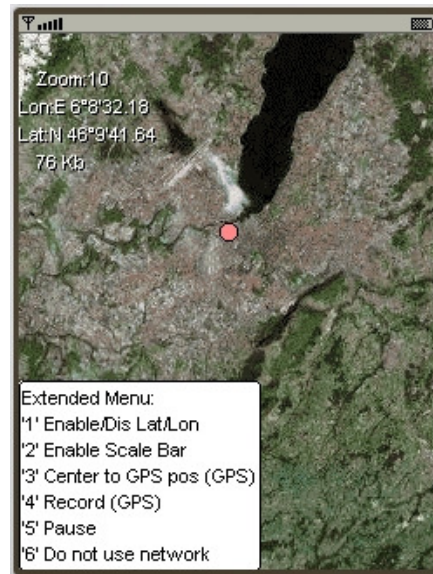 Zoom:10
Lon:E 6°8'32.18
Lat:N 46°9'41.64
76 Kb
Extended Menu:
'1' Enable/Dis Lat/Lon
'2' Enable Scale Bar
'3' Center to GPS pos (GPS)
'4' Record (GPS)
'5' Pause
'6' Do not use network